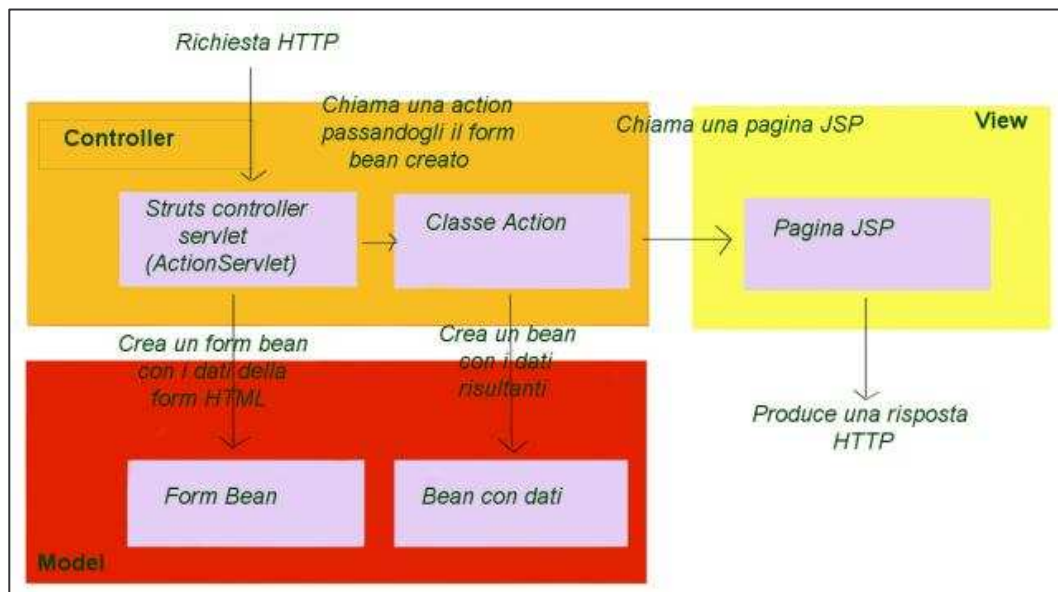 Richiesta HTTP
Controller
Chiama una action
passandogli il form
bean creato
Chiama una pagina JSP
View
Struts controller
servlet
(ActionServlet)
Classe Action
Pagina JSP
Crea un form bean
con i dati della
form HTML
Crea un bean
con i dati
risultanti
Produce una risposta
HTTP
Form Bean
Bean con dati
Model